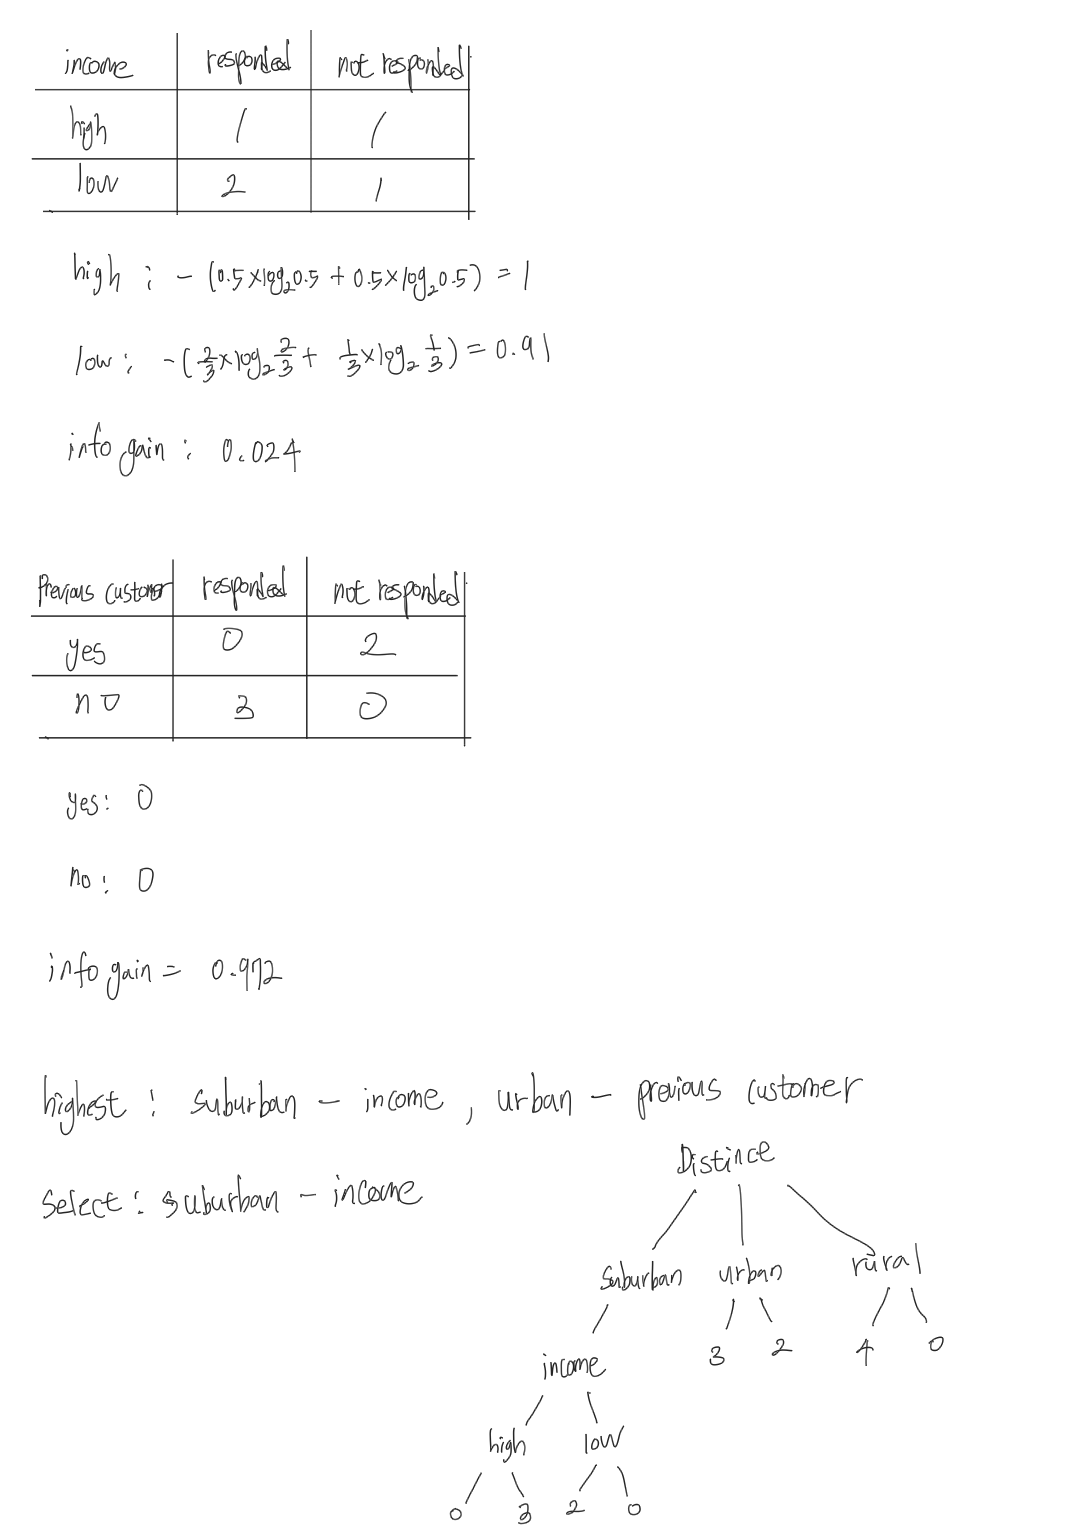 income responded not responded
high 1 1
low 2 1
high : - (0.5×log₂0.5 + 0.5×log₂0.5) = 1
low : -(2/3×log₂ 2/3 + 1/3×log₂ 1/3) = 0.91
info gain : 0.024
Previous customer responded not responded
yes 0 2
no 3 0
yes: 0
no: 0
info gain = 0.972
highest : suburban - income, urban - previous customer
Select : suburban - income
Distince
suburban urban rural
3 2 4 0
income
high low
0 3 2 0